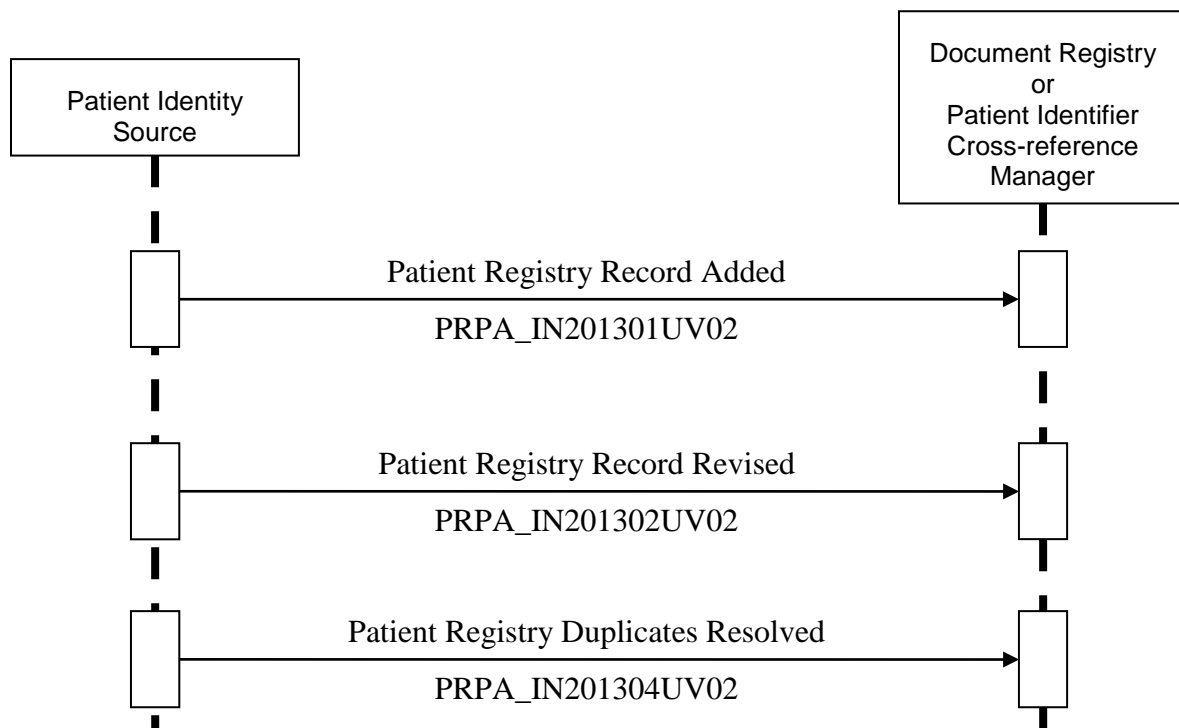 Patient Identity
Source
Document Registry
or
Patient Identifier
Cross-reference
Manager
Patient Registry Record Added
PRPA_IN201301UV02
Patient Registry Record Revised
PRPA_IN201302UV02
Patient Registry Duplicates Resolved
PRPA_IN201304UV02